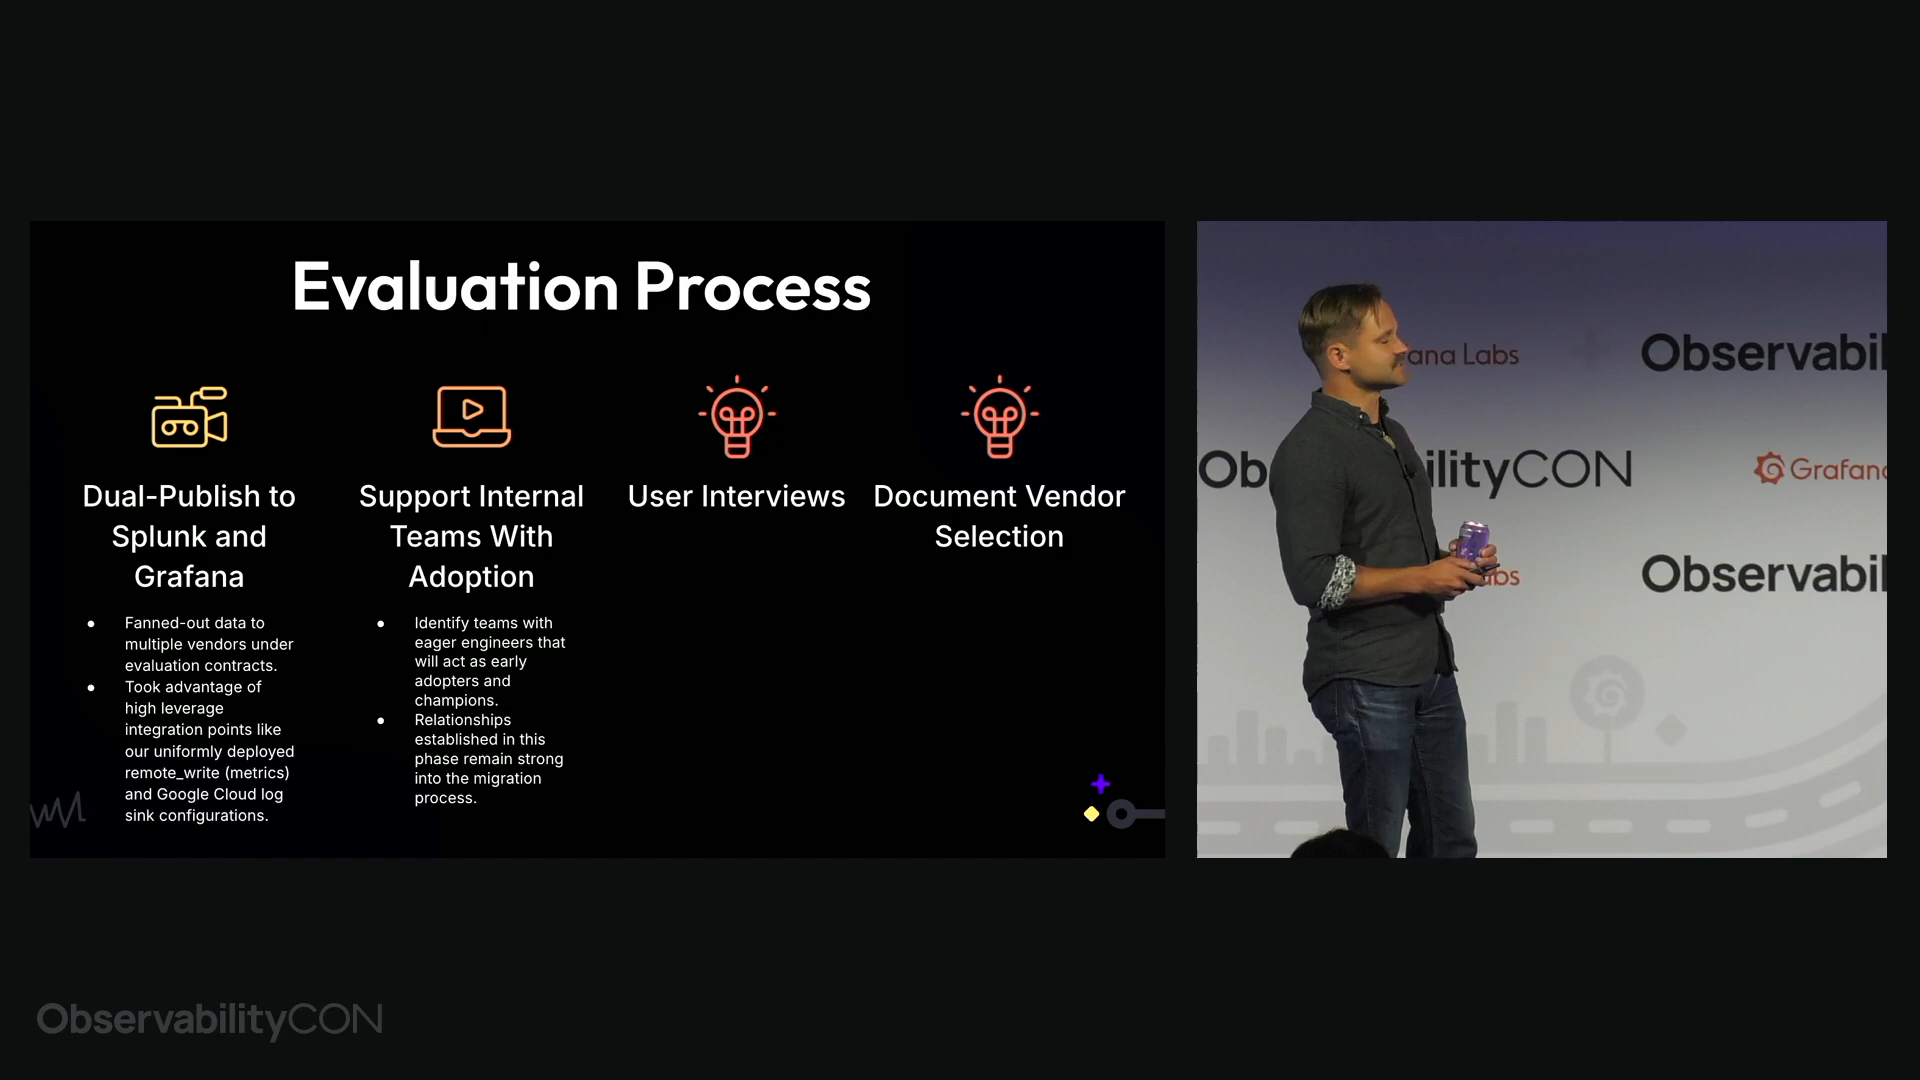 Evaluation Process
Dual-Publish to
Splunk and
Grafana
● Fanned-out data to
multiple vendors under
evaluation contracts.
● Took advantage of
high leverage
integration points like
our uniformly deployed
remote_write (metrics)
and Google Cloud log
sink configurations.
Support Internal
Teams With
Adoption
● Identify teams with
eager engineers that
will act as early
adopters and
champions.
● Relationships
established in this
phase remain strong
into the migration
process.
User Interviews
Document Vendor
Selection
ana Labs
Observabil
Ob ilityCON
Grafana
abs
Observabil
ObservabilityCON